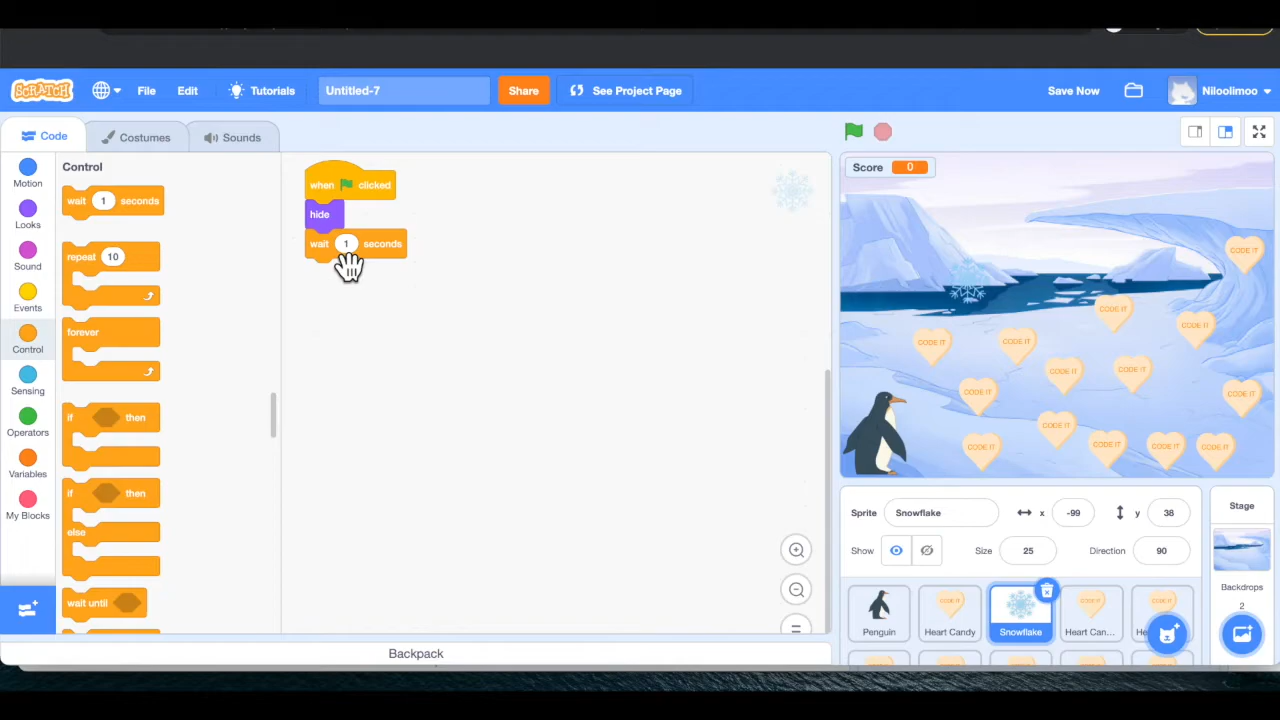 SCRATCH
File
Edit
Tutorials
Untitled-7
Share
See Project Page
Save Now
Niloolimoo
Code
Costumes
Sounds
Motion
Looks
Sound
Events
Control
Sensing
Operators
Variables
My Blocks
Control
wait 1 seconds
repeat 10
forever
if then
if then
else
wait until
when clicked
hide
wait 1 seconds
Score 0
CODE IT
CODE IT
CODE IT
CODE IT
CODE IT
CODE IT
CODE IT
CODE IT
CODE IT
CODE IT
CODE IT
CODE IT
CODE IT
CODE IT
Sprite Snowflake x -99 y 38
Show Size 25 Direction 90
Penguin
Heart Candy
Snowflake
CODE IT
Heart Can...
Stage
Backdrops
2
Backpack